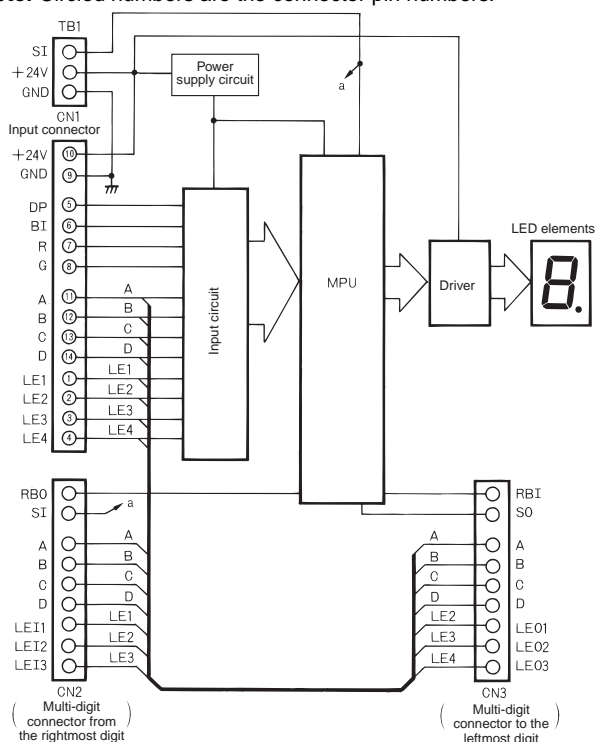 Note: Circled numbers are the connector pin numbers.
TB1
SI
+24V
GND
CN1
Input connector
+24V ⑩
GND ⑨
DP ⑤
BI ⑥
R ⑦
G ⑧
A ⑪ A
B ⑫ B
C ⑬ C
D ⑭ D
LE1 ① LE1
LE2 ② LE2
LE3 ③ LE3
LE4 ④ LE4
Power
supply circuit
a
Input circuit
MPU
Driver
LED elements
8.
RBO
SI
a
A A
B B
C C
D D
LEI1 LE1
LEI2 LE2
LEI3 LE3
CN2
( Multi-digit
connector from
the rightmost digit )
RBI
SO
A A
B B
C C
D D
LE2 LEO1
LE3 LEO2
LE4 LEO3
CN3
( Multi-digit
connector to the
leftmost digit )